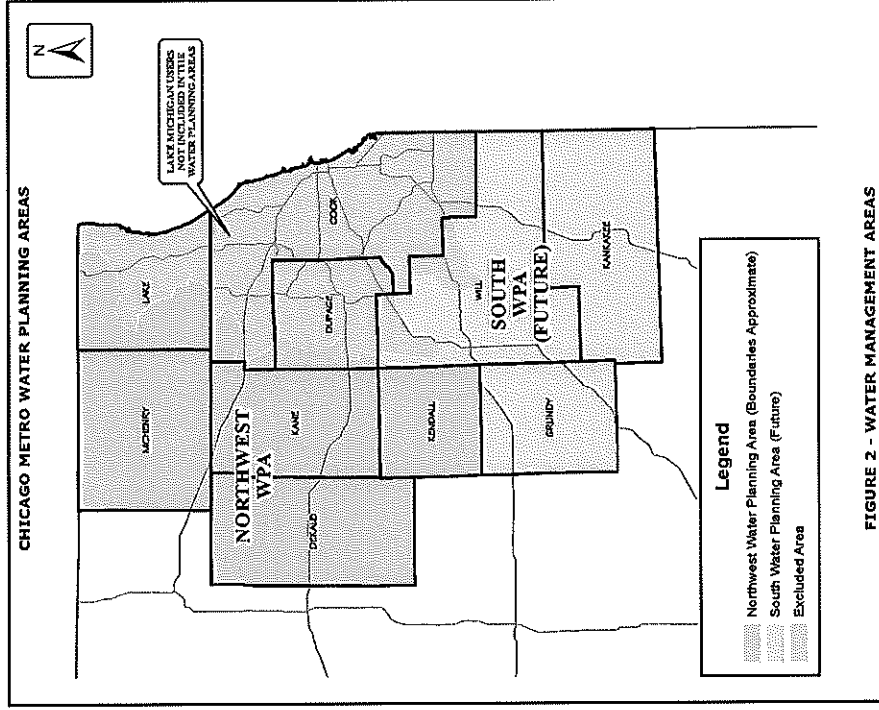 CHICAGO METRO WATER PLANNING AREAS
N
LAKE MICHIGAN USERS
NOT INCLUDED IN THE
WATER PLANNING AREAS
MCHENRY
LAKE
NORTHWEST
WPA
DEKALB
KANE
DUPAGE
COOK
KENDALL
WILL
SOUTH
WPA
(FUTURE)
GRUNDY
KANKAKEE
Legend
Northwest Water Planning Area (Boundaries Approximate)
South Water Planning Area (Future)
Excluded Area
FIGURE 2 - WATER MANAGEMENT AREAS